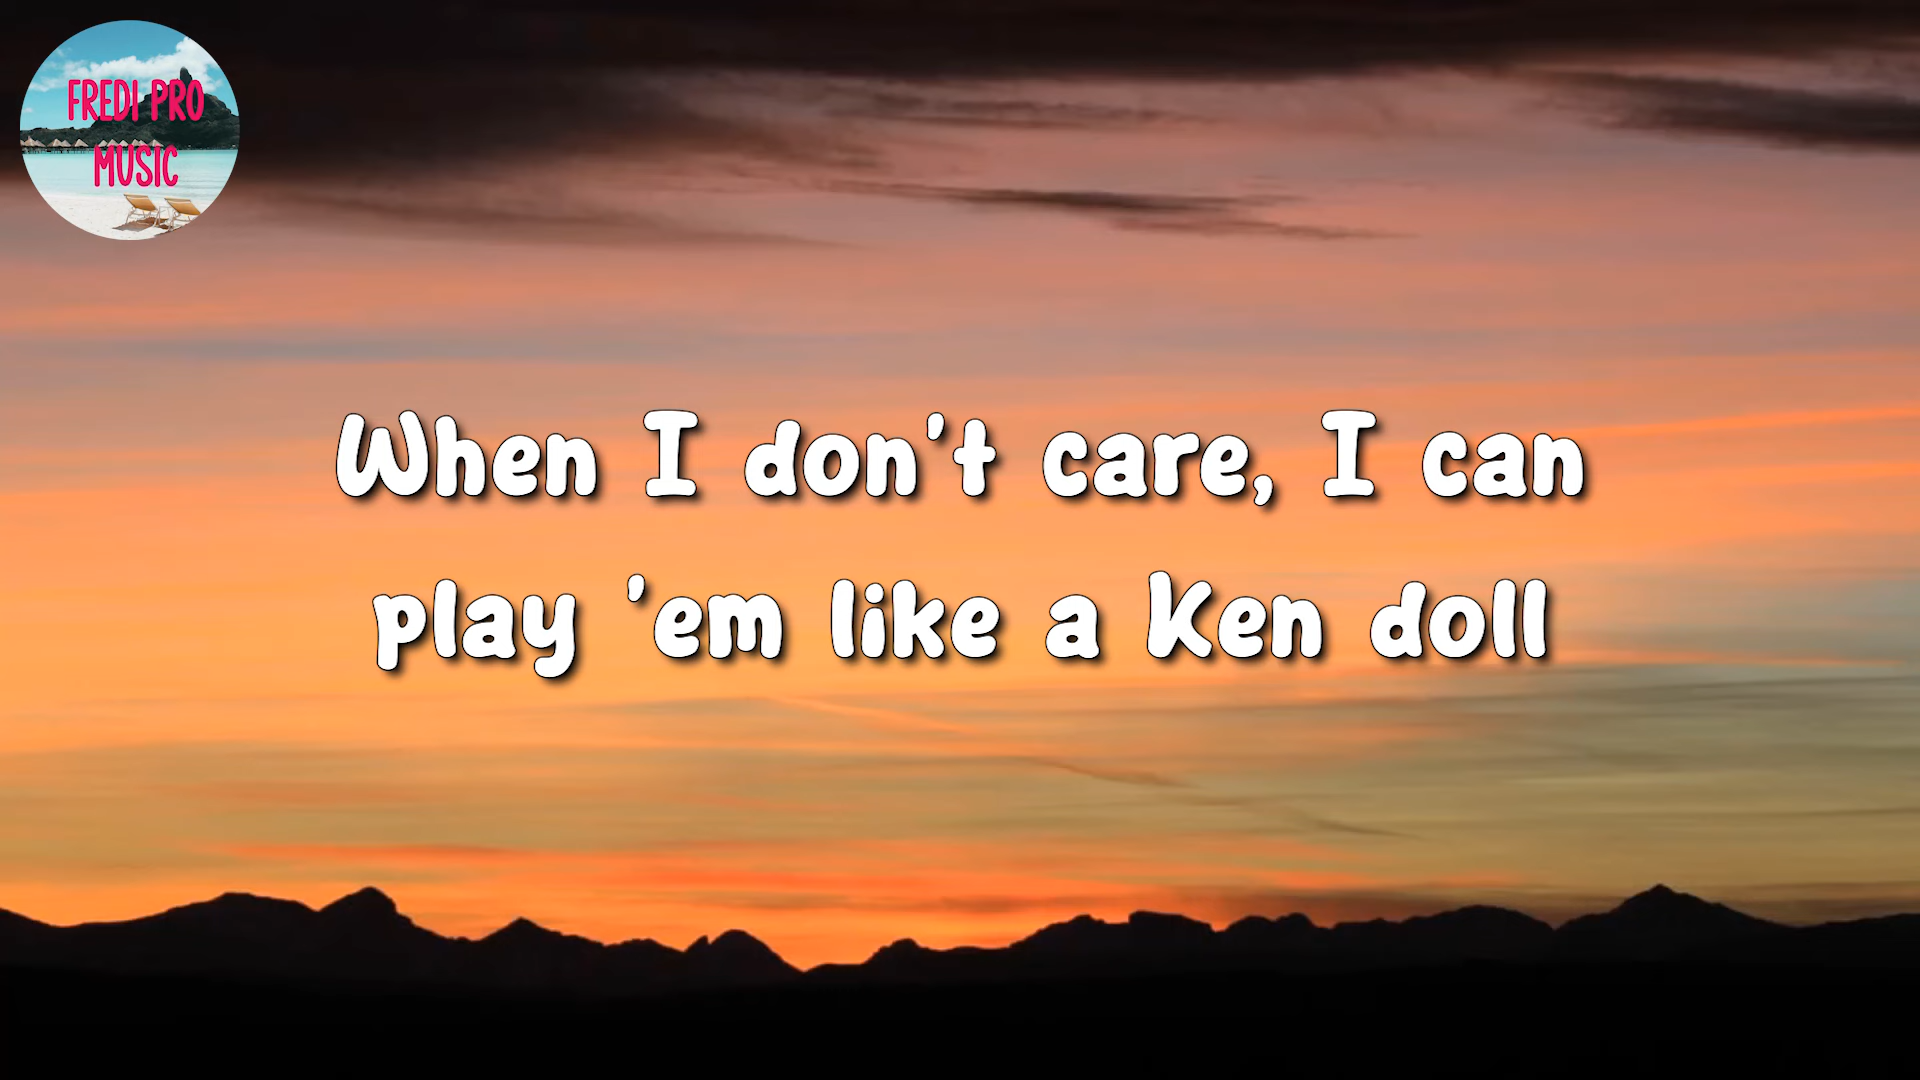 FREDI PRO
MUSIC
When I don't care, I can
play 'em like a Ken doll